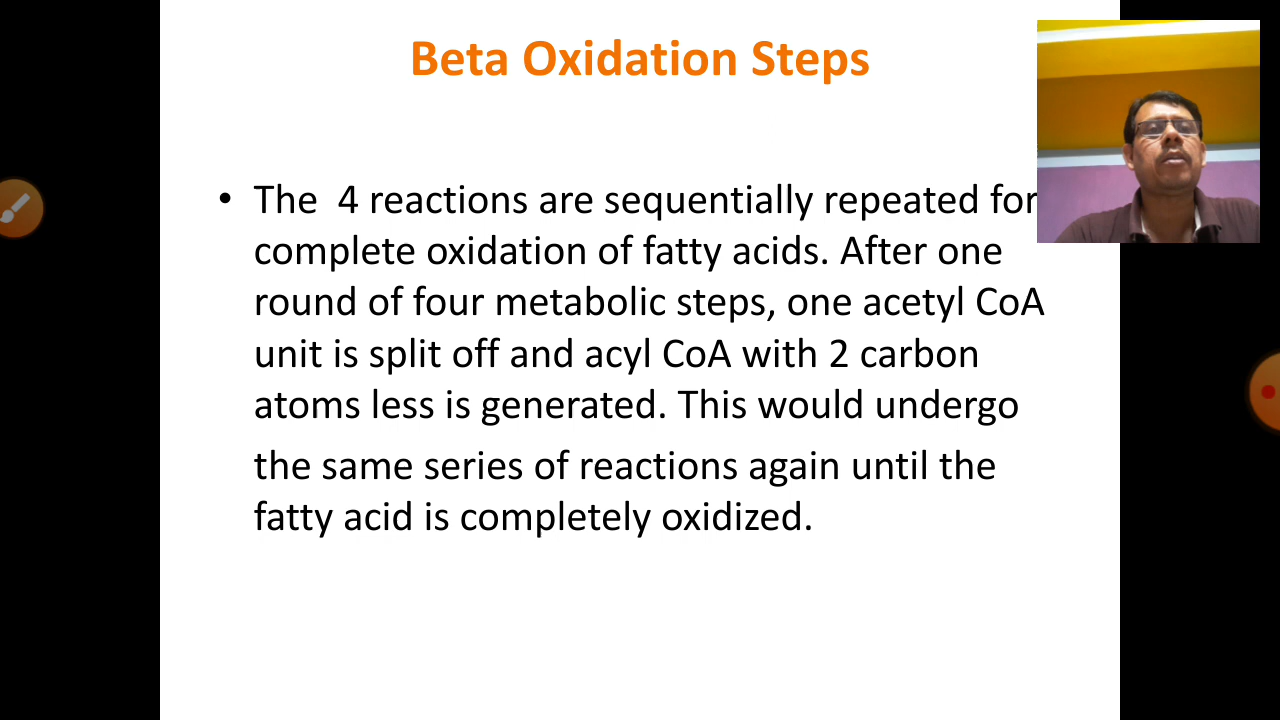 Beta Oxidation Steps
• The  4 reactions are sequentially repeated for
complete oxidation of fatty acids. After one
round of four metabolic steps, one acetyl CoA
unit is split off and acyl CoA with 2 carbon
atoms less is generated. This would undergo
the same series of reactions again until the
fatty acid is completely oxidized.